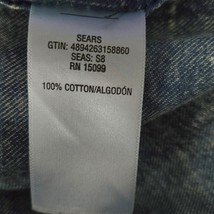 SEARS
GTIN: 4894263158860
SEAS: S8
RN 15099
100% COTTON/ALGODÓN